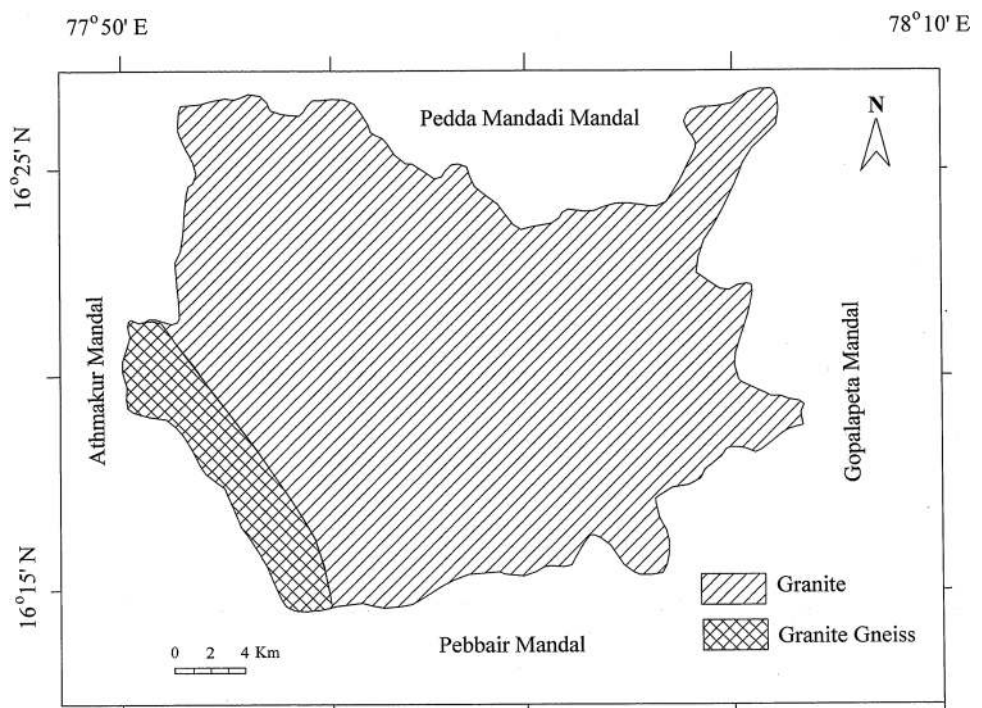 77°50' E
78°10' E
Pedda Mandadi Mandal
N
16°25' N
Athmakur Mandal
Gopalapeta Mandal
16°15' N
Granite
Granite Gneiss
Pebbair Mandal
0 2 4 Km